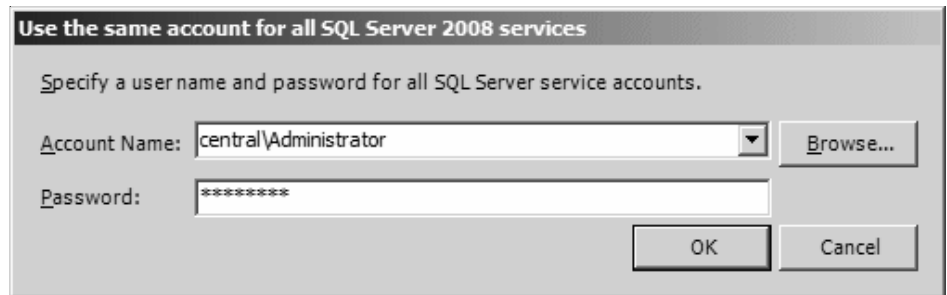 Use the same account for all SQL Server 2008 services
Specify a user name and password for all SQL Server service accounts.
Account Name: central\Administrator Browse...
Password: ********
OK Cancel